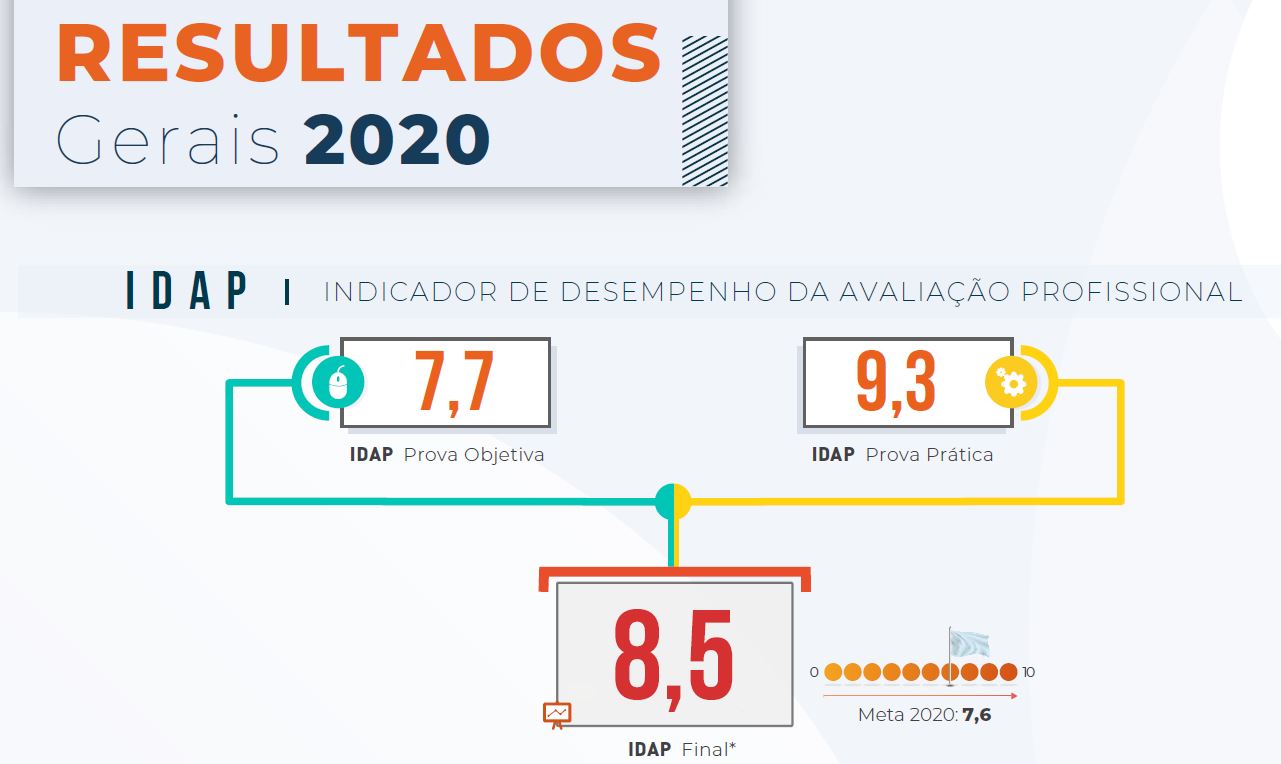 RESULTADOS
Gerais 2020
IDAP | INDICADOR DE DESEMPENHO DA AVALIAÇÃO PROFISSIONAL
7,7
9,3
IDAP Prova Objetiva
IDAP Prova Prática
8,5
0
10
Meta 2020: 7,6
IDAP Final*